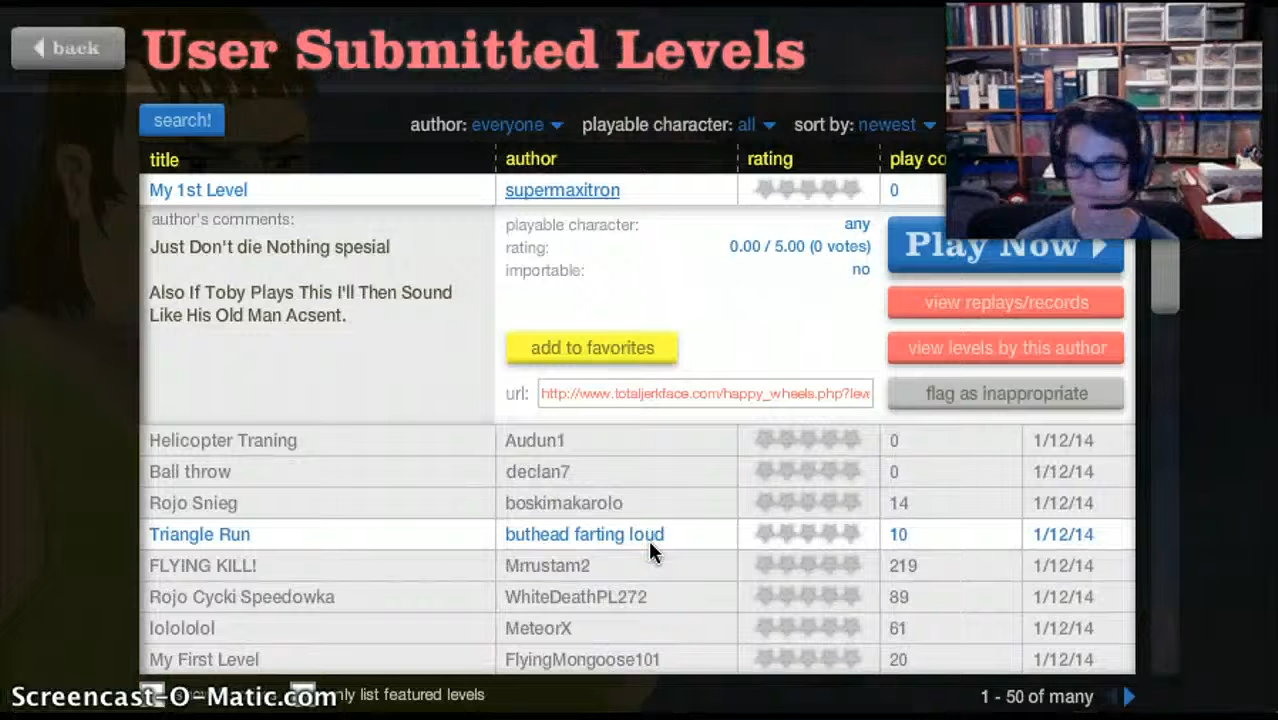 back
User Submitted Levels
search!
author: everyone playable character: all sort by: newest
title author rating play co
My 1st Level supermaxitron 0
author's comments:
Just Don't die Nothing spesial
Also If Toby Plays This I'll Then Sound
Like His Old Man Acsent.
playable character: any
rating: 0.00 / 5.00 (0 votes)
importable: no
add to favorites
url: http://www.totaljerkface.com/happy_wheels.php?leve
Play Now
view replays/records
view levels by this author
flag as inappropriate
Helicopter Traning Audun1 0 1/12/14
Ball throw declan7 0 1/12/14
Rojo Snieg boskimakarolo 14 1/12/14
Triangle Run buthead farting loud 10 1/12/14
FLYING KILL! Mrrustam2 219 1/12/14
Rojo Cycki Speedowka WhiteDeathPL272 89 1/12/14
lolololol MeteorX 61 1/12/14
My First Level FlyingMongoose101 20 1/12/14
Screencast-O-Matic.com nly list featured levels 1 - 50 of many